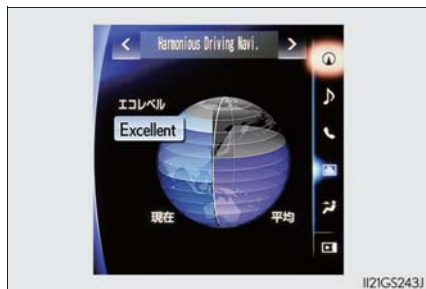 Harmonious Driving Navi.
エコレベル
Excellent
現在
平均
II21GS243J